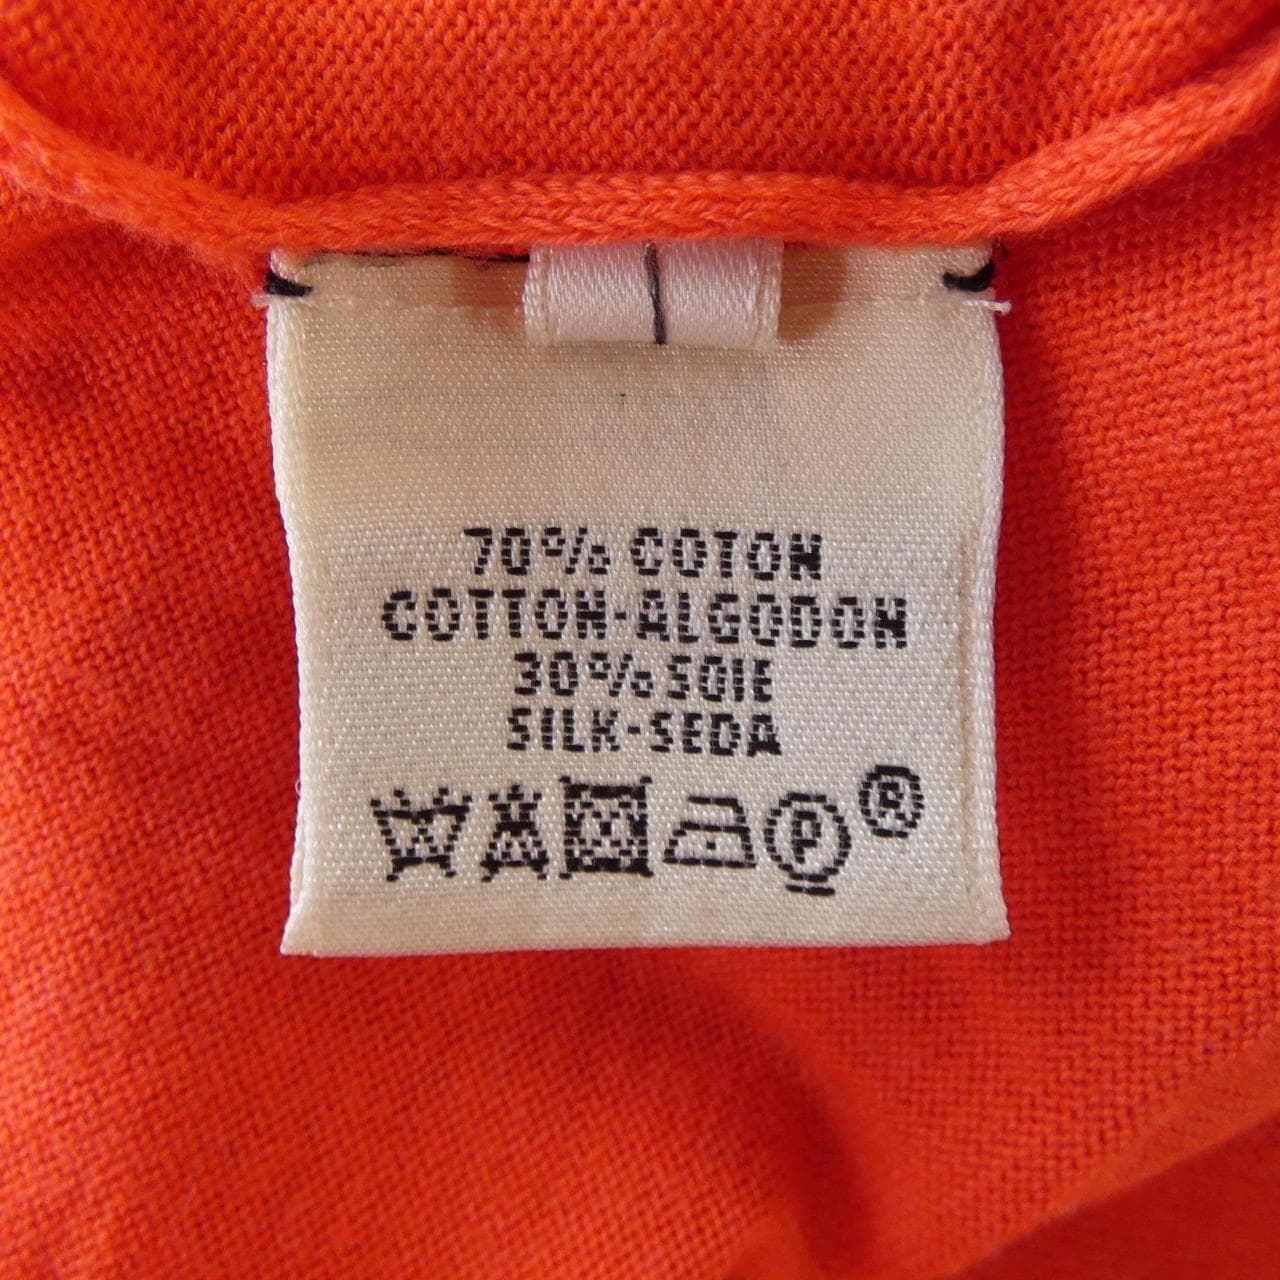 70% COTON
COTTON-ALGODON
30% SOIE
SILK-SEDA
P ®